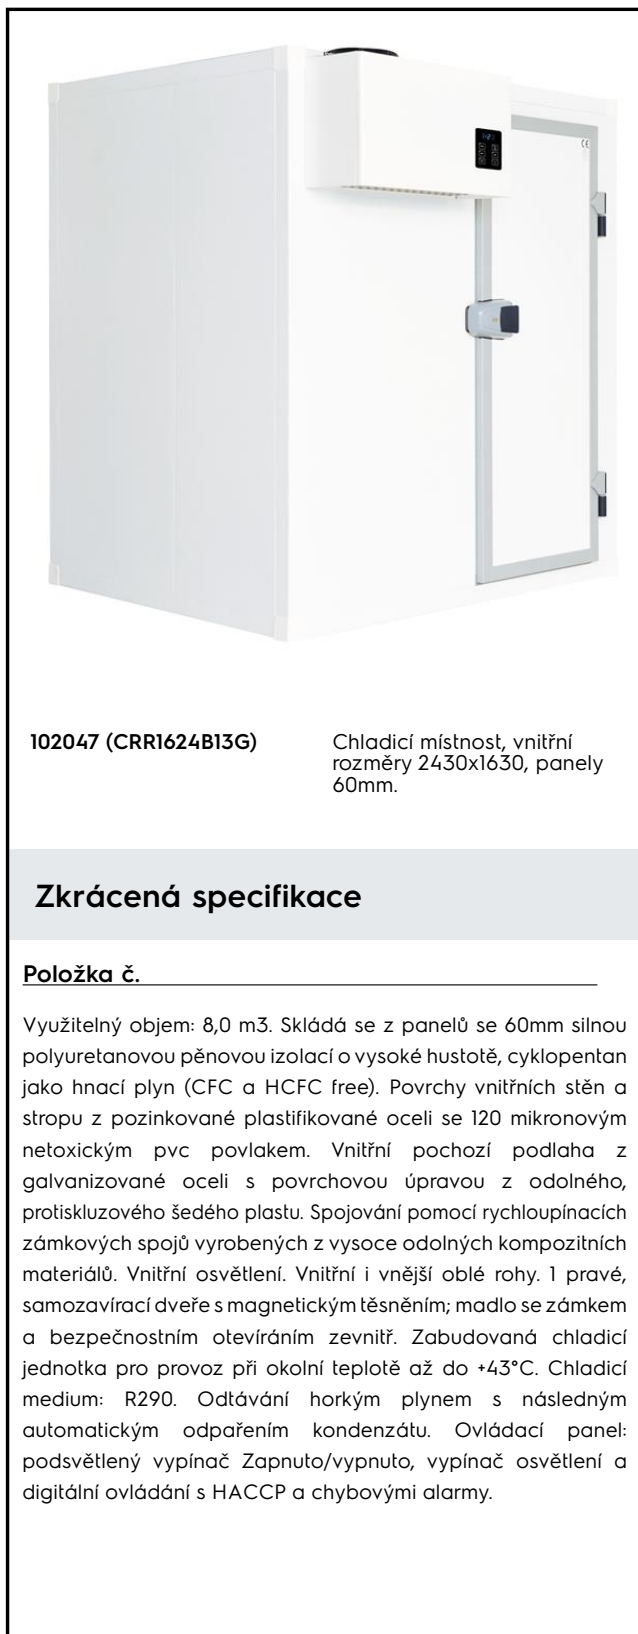 102047 (CRR1624B13G)
Chladicí místnost, vnitřní
rozměry 2430x1630, panely
60mm.
Zkrácená specifikace
Položka č.
Využitelný objem: 8,0 m3. Skládá se z panelů se 60mm silnou
polyuretanovou pěnovou izolací o vysoké hustotě, cyklopentan
jako hnací plyn (CFC a HCFC free). Povrchy vnitřních stěn a
stropu z pozinkované plastifikované oceli se 120 mikronovým
netoxickým pvc povlakem. Vnitřní pochozí podlaha z
galvanizované oceli s povrchovou úpravou z odolného,
protiskluzového šedého plastu. Spojování pomocí rychloupínacích
zámkových spojů vyrobených z vysoce odolných kompozitních
materiálů. Vnitřní osvětlení. Vnitřní i vnější oblé rohy. 1 pravé,
samozavírací dveře s magnetickým těsněním; madlo se zámkem
a bezpečnostním otevíráním zevnitř. Zabudovaná chladicí
jednotka pro provoz při okolní teplotě až do +43°C. Chladicí
medium: R290. Odtávání horkým plynem s následným
automatickým odpařením kondenzátu. Ovládací panel:
podsvětlený vypínač Zapnuto/vypnuto, vypínač osvětlení a
digitální ovládání s HACCP a chybovými alarmy.